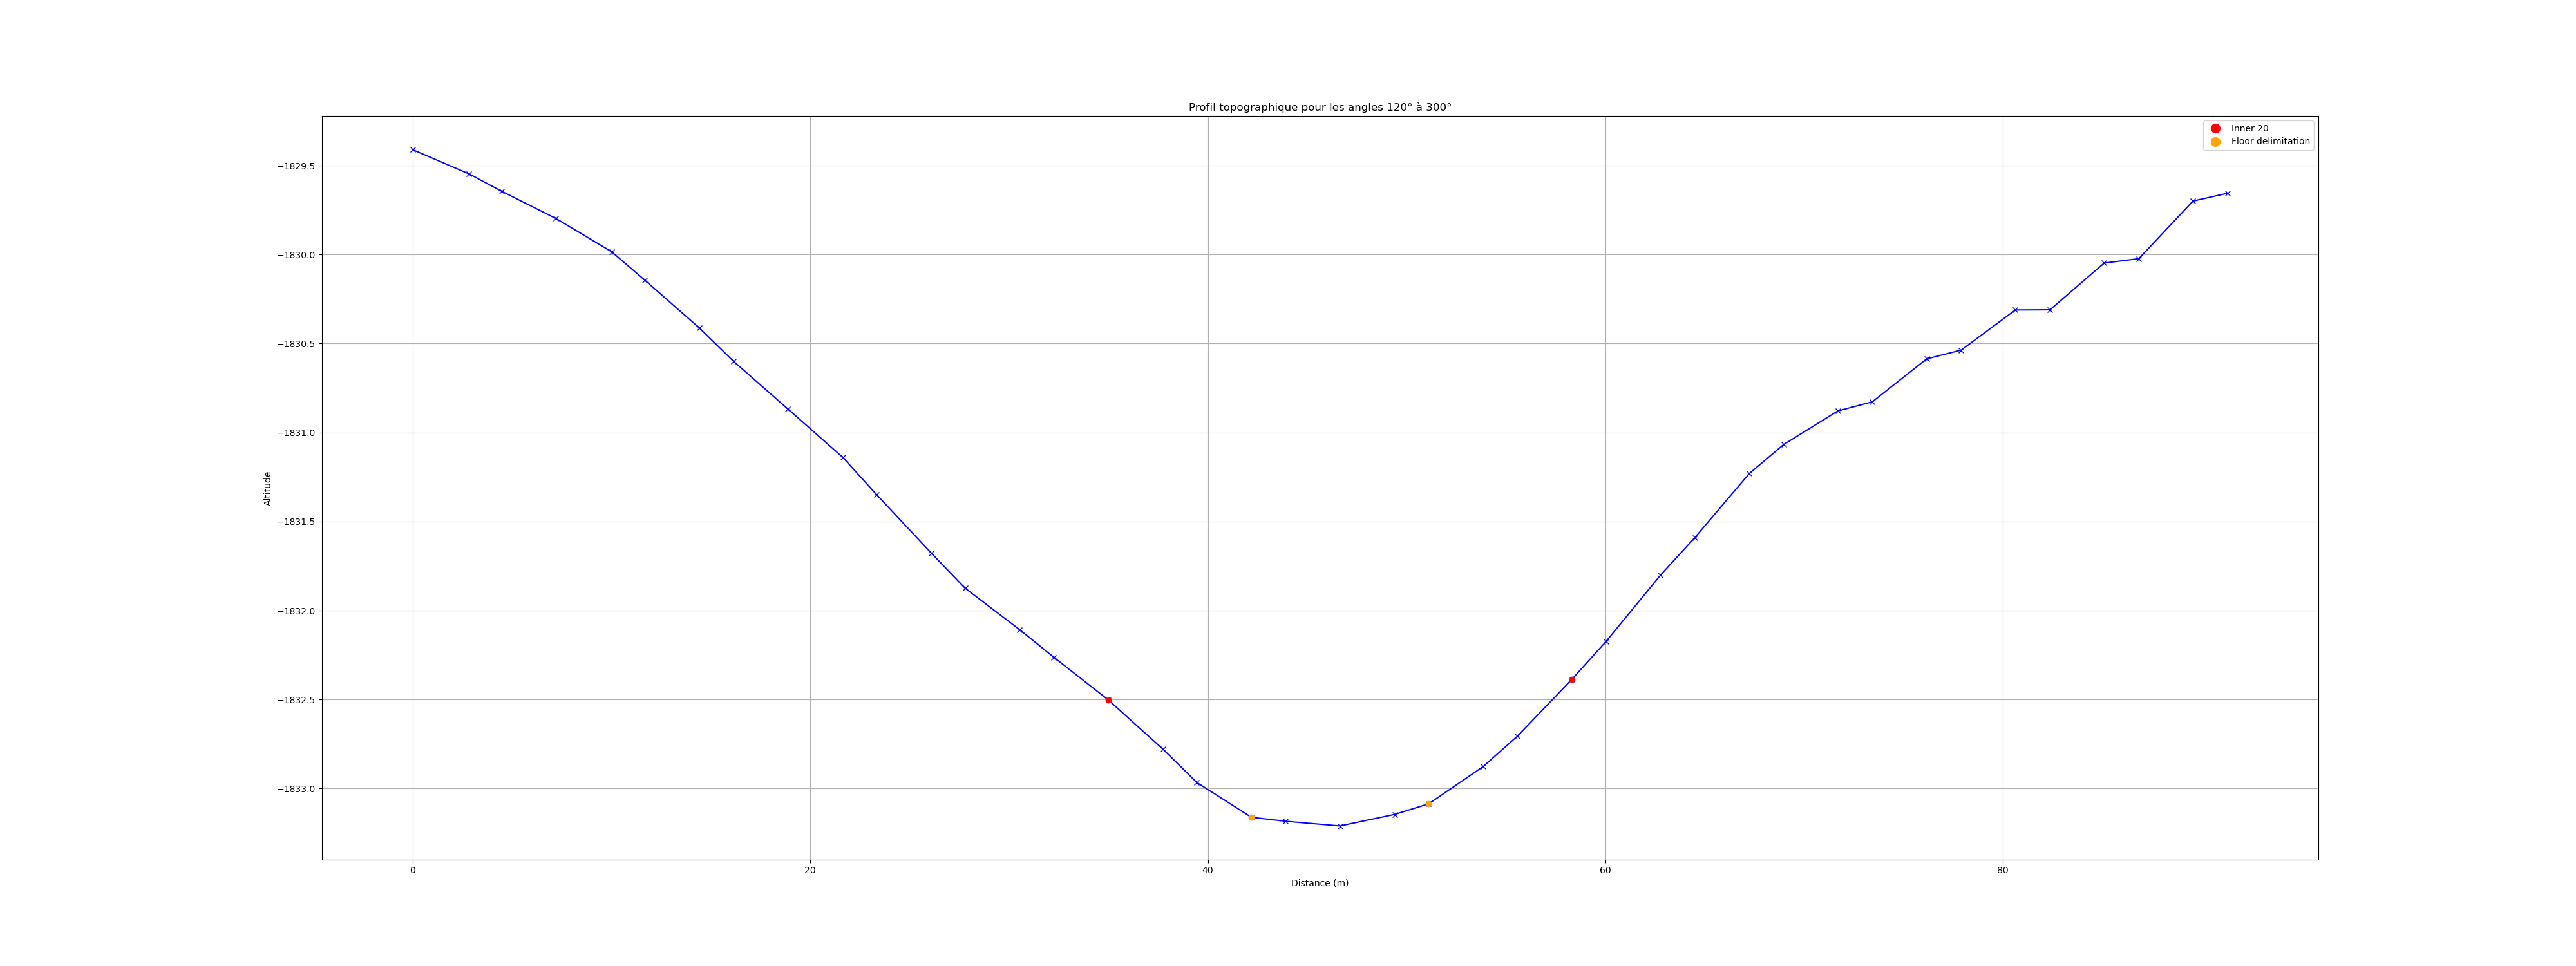 Profil topographique pour les angles 120° à 300°
Inner 20
Floor delimitation
Altitude
−1829.5
−1830.0
−1830.5
−1831.0
−1831.5
−1832.0
−1832.5
−1833.0
0 20 40 60 80
Distance (m)